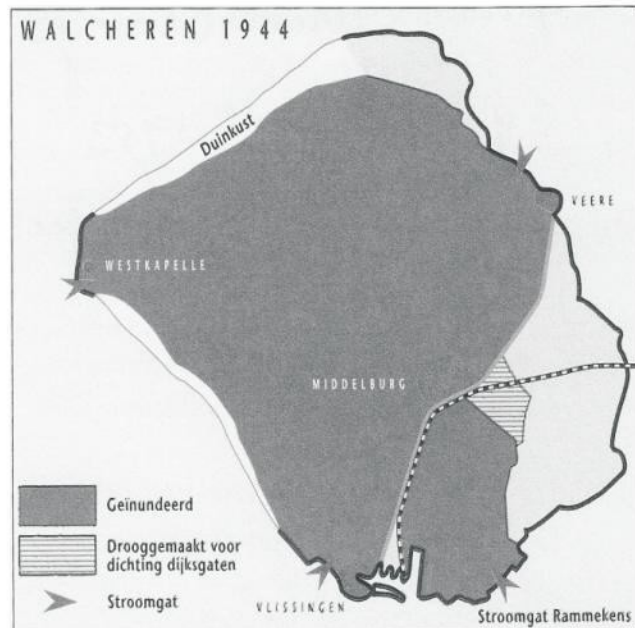 WALCHEREN 1944
Duinkust
VEERE
WESTKAPELLE
MIDDELBURG
Geïnundeerd
Drooggemaakt voor
dichting dijksgaten
Stroomgat
VLISSINGEN
Stroomgat Rammekens